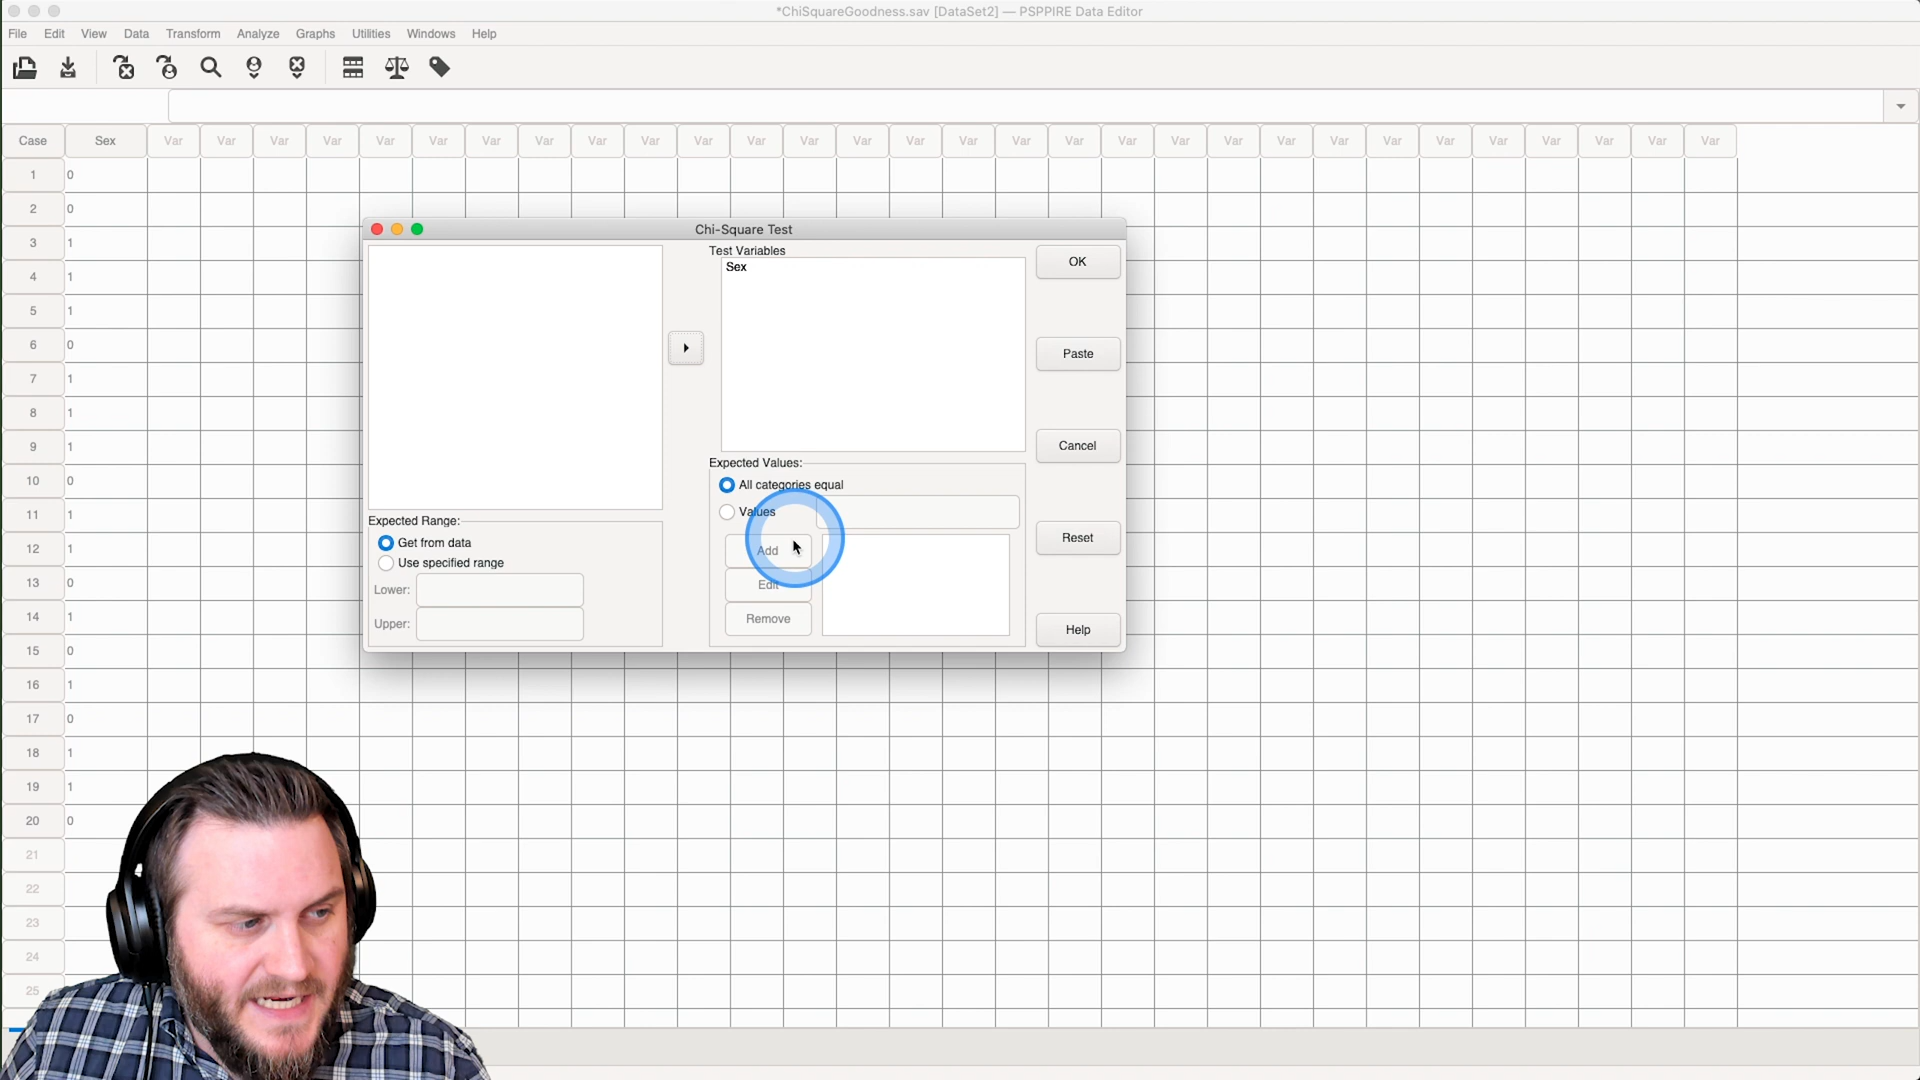 *ChiSquareGoodness.sav [DataSet2] — PSPPIRE Data Editor
File Edit View Data Transform Analyze Graphs Utilities Windows Help
Case Sex Var Var Var Var Var Var Var Var Var Var Var Var Var Var Var Var Var Var Var Var Var Var Var Var Var Var Var Var Var Var
1 0
2 0
3 1
4 1
5 1
6 0
7 1
8 1
9 1
10 0
11 1
12 1
13 0
14 1
15 0
16 1
17 0
18 1
19 1
20 0
21
22
23
24
25
Chi-Square Test
Test Variables
Sex
OK
Paste
Cancel
Reset
Help
Expected Values:
All categories equal
Values
Add
Edit
Remove
Expected Range:
Get from data
Use specified range
Lower:
Upper: